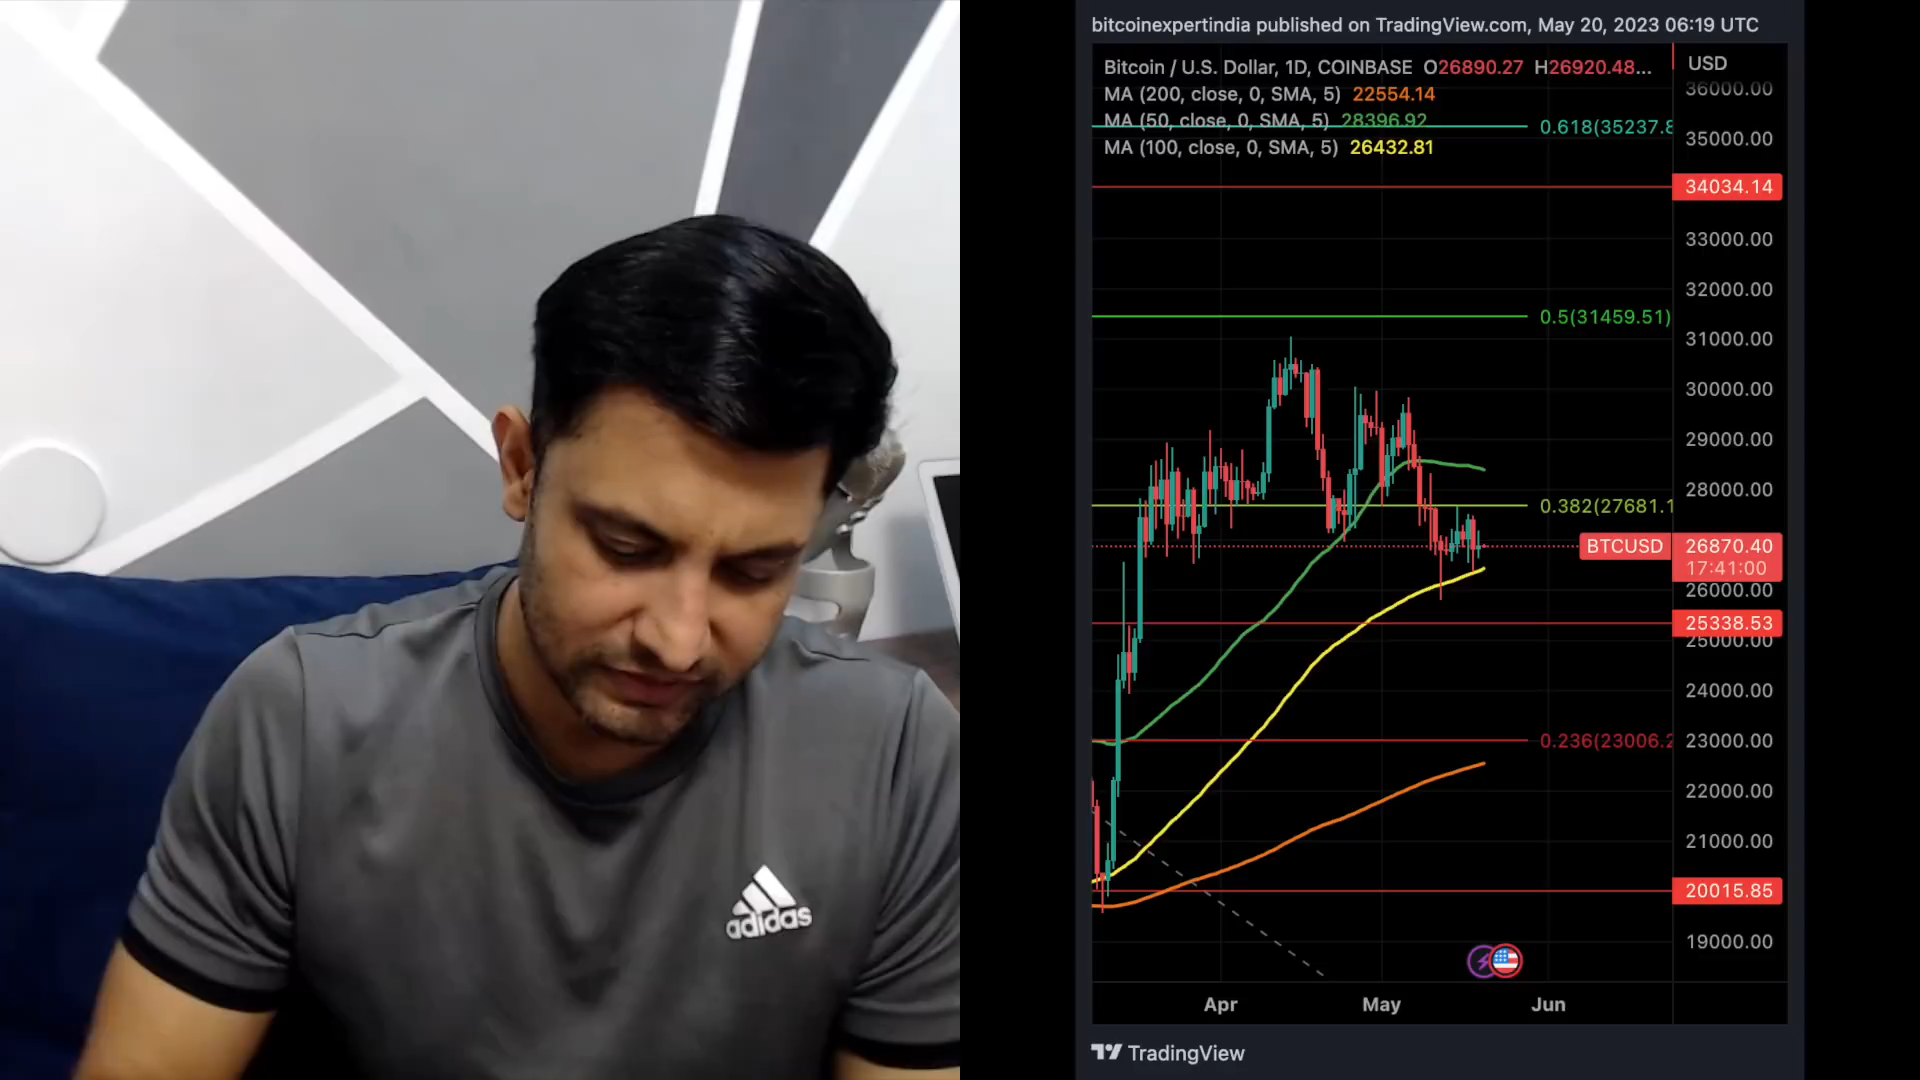 bitcoinexpertindia published on TradingView.com, May 20, 2023 06:19 UTC
Bitcoin / U.S. Dollar, 1D, COINBASE O26890.27 H26920.48...
MA (200, close, 0, SMA, 5) 22554.14
MA (50, close, 0, SMA, 5) 28396.92
MA (100, close, 0, SMA, 5) 26432.81
USD
36000.00
0.618(35237.8
35000.00
34034.14
33000.00
32000.00
0.5(31459.51)
31000.00
30000.00
29000.00
28000.00
0.382(27681.1
BTCUSD 26870.40
17:41:00
26000.00
25338.53
25000.00
24000.00
0.236(23006.2
23000.00
22000.00
21000.00
20015.85
19000.00
Apr May Jun
TradingView
adidas